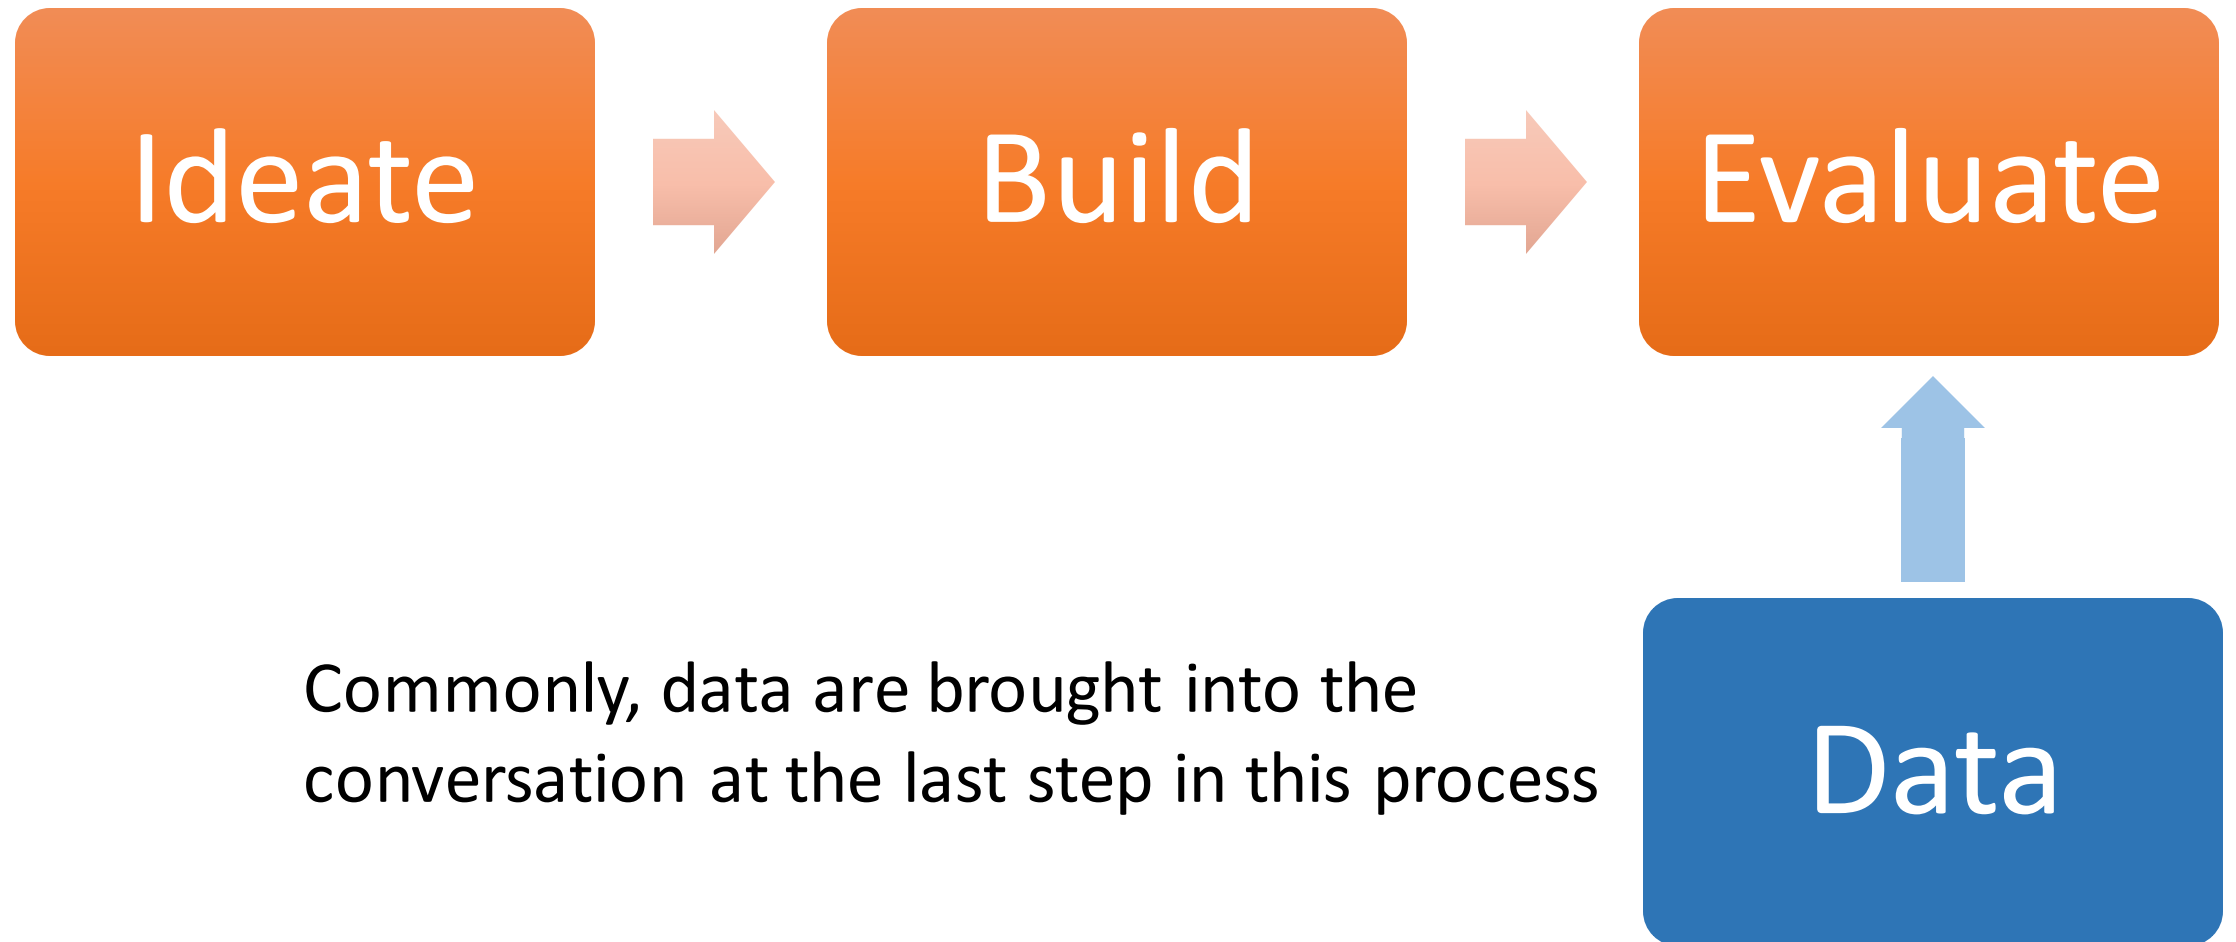 Ideate
Build
Evaluate
Commonly, data are brought into the
conversation at the last step in this process
Data